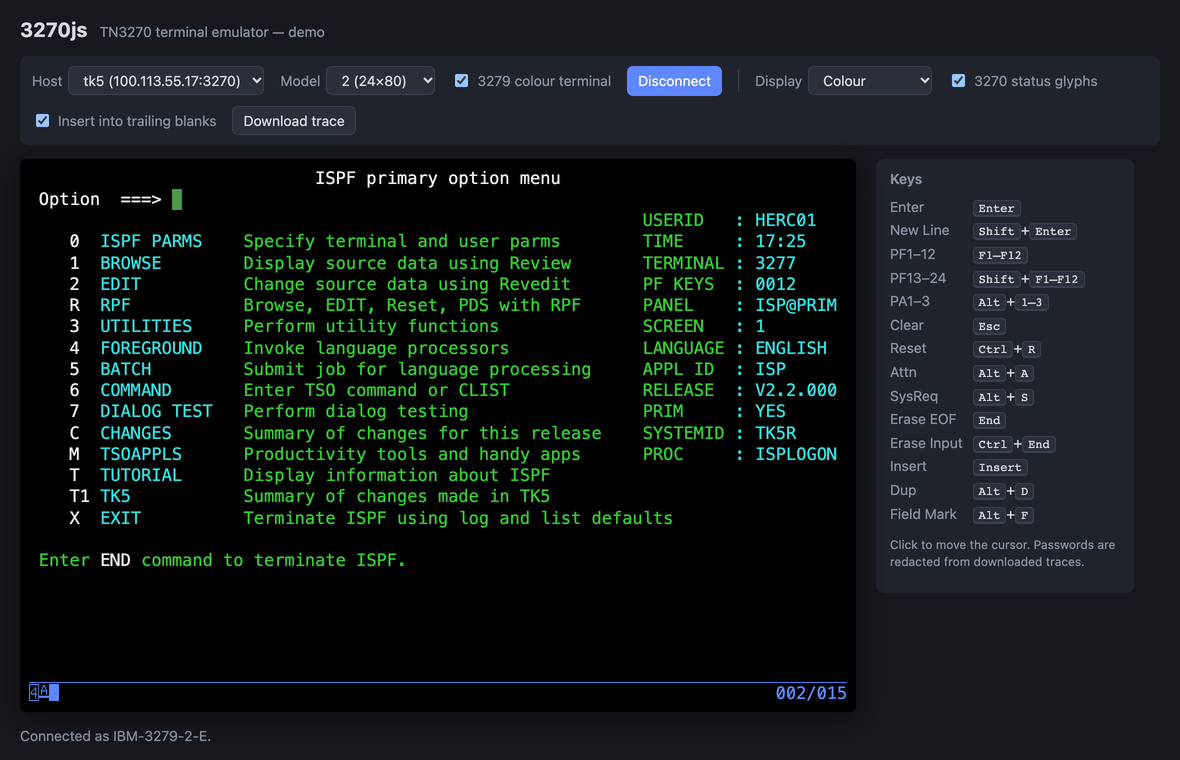 3270js TN3270 terminal emulator — demo
Host tk5 (100.113.55.17:3270) Model 2 (24×80) 3279 colour terminal Disconnect Display Colour 3270 status glyphs
Insert into trailing blanks Download trace
ISPF primary option menu
Option ===>
USERID : HERC01
0 ISPF PARMS Specify terminal and user parms TIME : 17:25
1 BROWSE Display source data using Review TERMINAL : 3277
2 EDIT Change source data using Revedit PF KEYS : 0012
R RPF Browse, EDIT, Reset, PDS with RPF PANEL : ISP@PRIM
3 UTILITIES Perform utility functions SCREEN : 1
4 FOREGROUND Invoke language processors LANGUAGE : ENGLISH
5 BATCH Submit job for language processing APPL ID : ISP
6 COMMAND Enter TSO command or CLIST RELEASE : V2.2.000
7 DIALOG TEST Perform dialog testing PRIM : YES
C CHANGES Summary of changes for this release SYSTEMID : TK5R
M TSOAPPLS Productivity tools and handy apps PROC : ISPLOGON
T TUTORIAL Display information about ISPF
T1 TK5 Summary of changes made in TK5
X EXIT Terminate ISPF using log and list defaults
Enter END command to terminate ISPF.
4A 002/015
Keys
Enter Enter
New Line Shift + Enter
PF1–12 F1–F12
PF13–24 Shift + F1–F12
PA1–3 Alt + 1–3
Clear Esc
Reset Ctrl + R
Attn Alt + A
SysReq Alt + S
Erase EOF End
Erase Input Ctrl + End
Insert Insert
Dup Alt + D
Field Mark Alt + F
Click to move the cursor. Passwords are
redacted from downloaded traces.
Connected as IBM-3279-2-E.